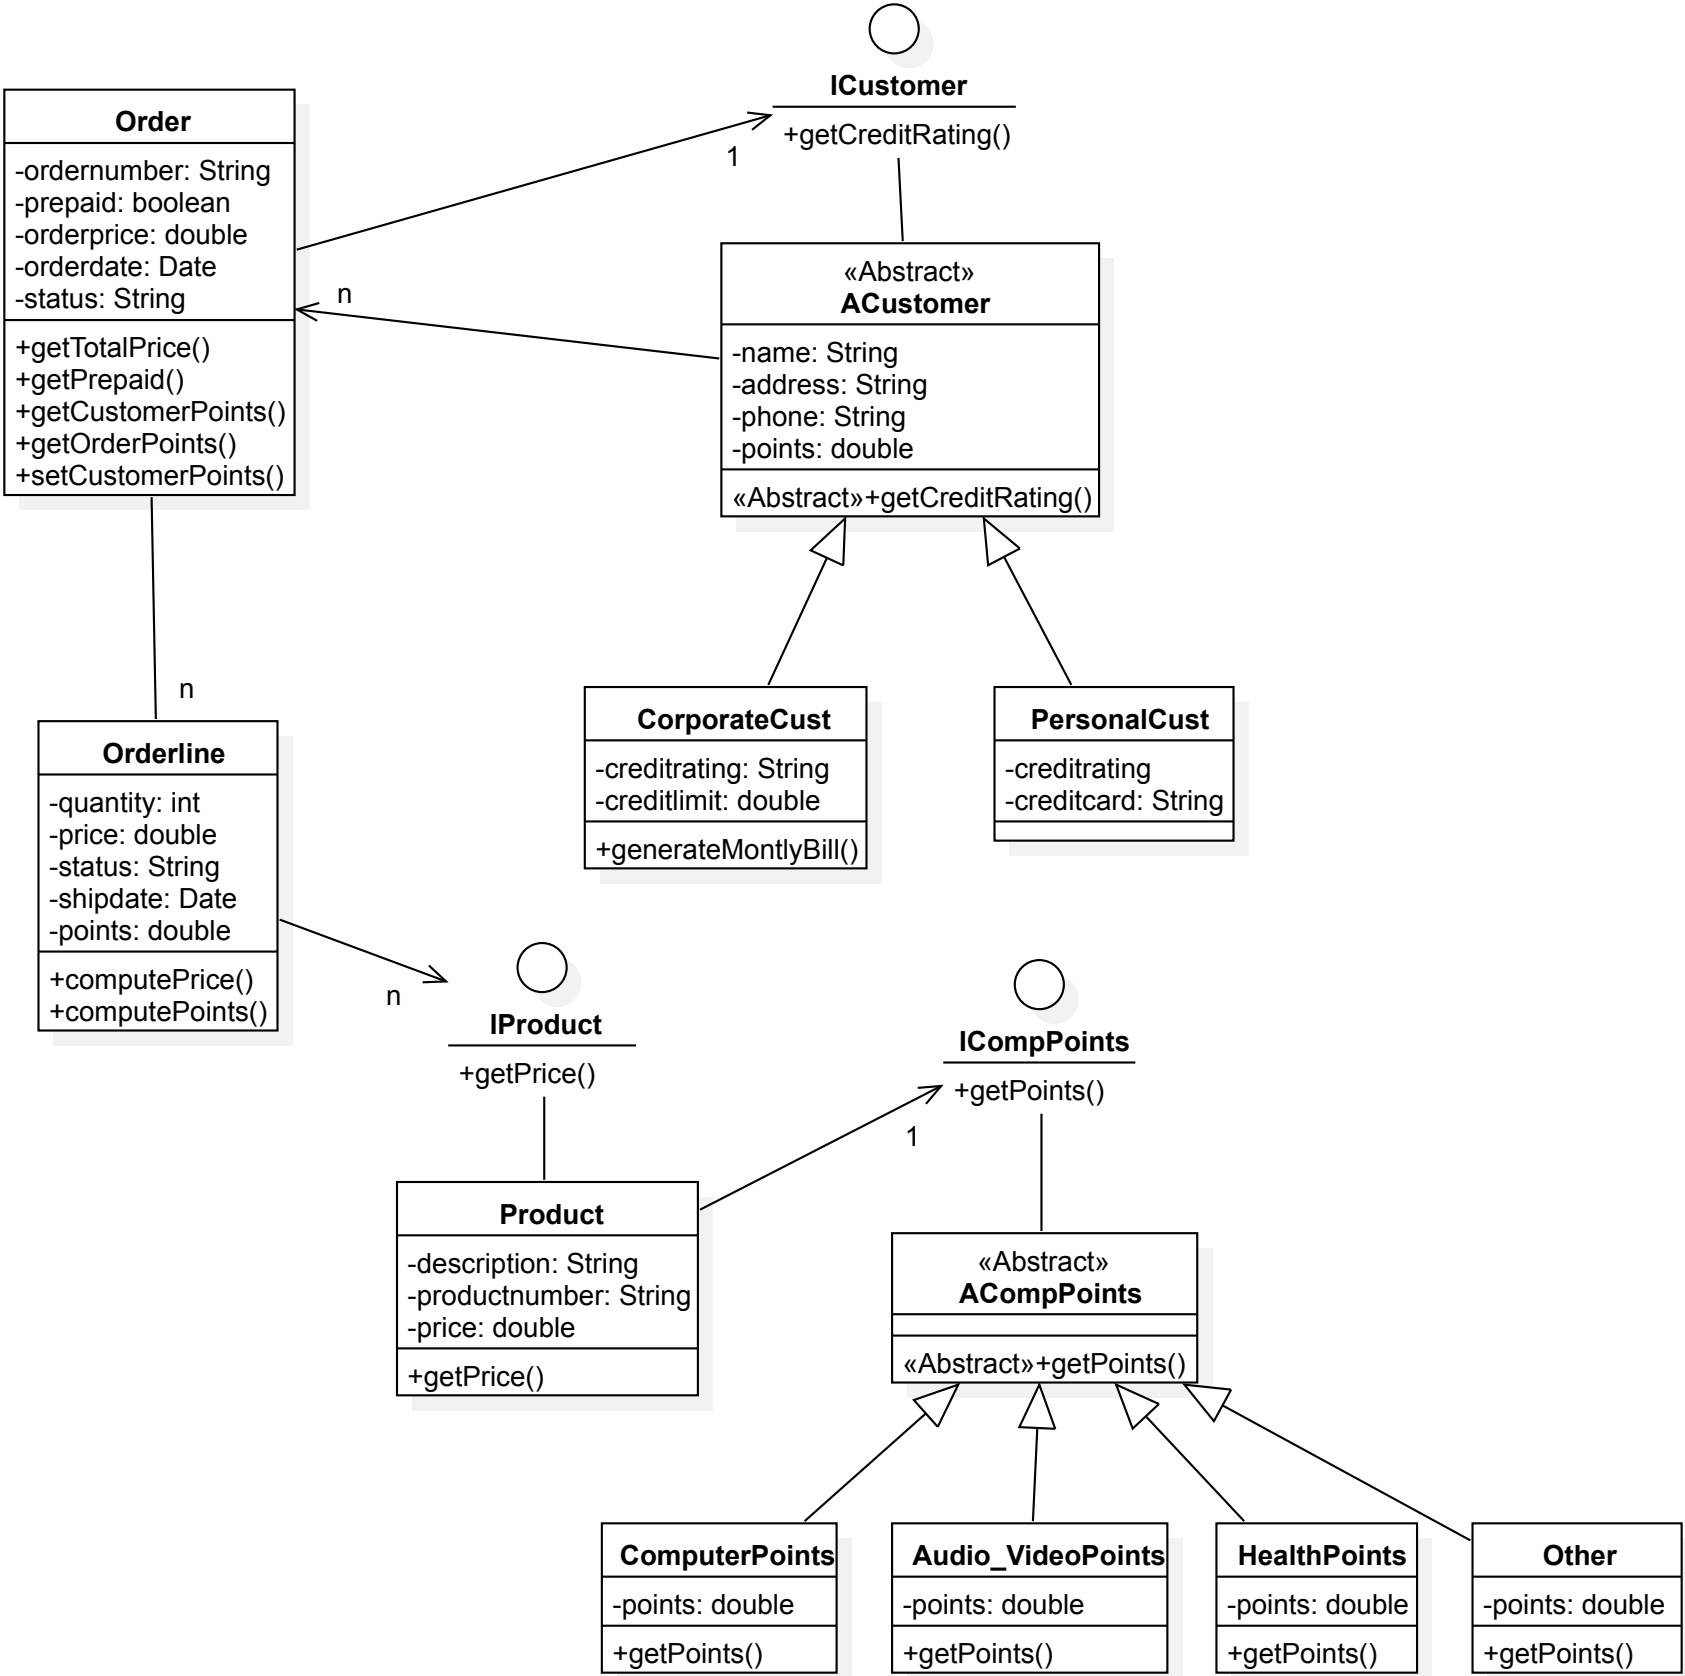 ICustomer
+getCreditRating()
1
Order
-ordernumber: String
-prepaid: boolean
-orderprice: double
-orderdate: Date
-status: String
+getTotalPrice()
+getPrepaid()
+getCustomerPoints()
+getOrderPoints()
+setCustomerPoints()
n
«Abstract»
ACustomer
-name: String
-address: String
-phone: String
-points: double
«Abstract»+getCreditRating()
n
CorporateCust
-creditrating: String
-creditlimit: double
+generateMontlyBill()
PersonalCust
-creditrating
-creditcard: String
Orderline
-quantity: int
-price: double
-status: String
-shipdate: Date
-points: double
+computePrice()
+computePoints()
n
IProduct
+getPrice()
ICompPoints
+getPoints()
1
Product
-description: String
-productnumber: String
-price: double
+getPrice()
«Abstract»
ACompPoints
«Abstract»+getPoints()
ComputerPoints
-points: double
+getPoints()
Audio_VideoPoints
-points: double
+getPoints()
HealthPoints
-points: double
+getPoints()
Other
-points: double
+getPoints()